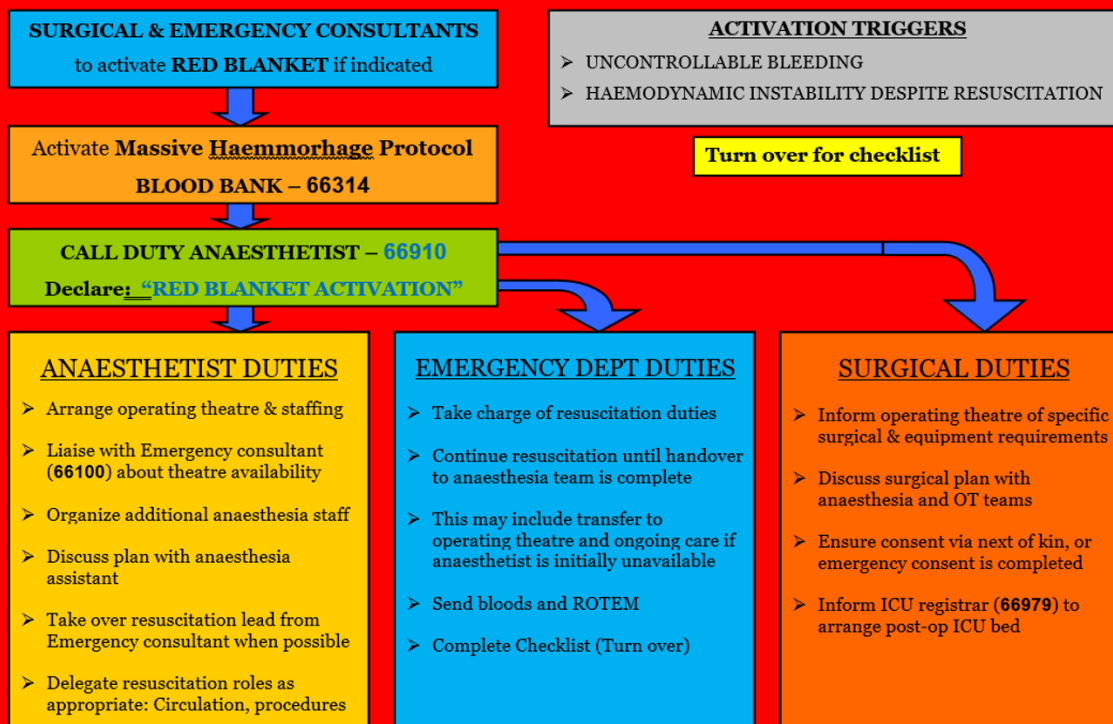 SURGICAL & EMERGENCY CONSULTANTS
to activate RED BLANKET if indicated
ACTIVATION TRIGGERS
➢ UNCONTROLLABLE BLEEDING
➢ HAEMODYNAMIC INSTABILITY DESPITE RESUSCITATION
Activate Massive Haemmorhage Protocol
BLOOD BANK – 66314
Turn over for checklist
CALL DUTY ANAESTHETIST – 66910
Declare: “RED BLANKET ACTIVATION”
ANAESTHETIST DUTIES
➢ Arrange operating theatre & staffing
➢ Liaise with Emergency consultant
(66100) about theatre availability
➢ Organize additional anaesthesia staff
➢ Discuss plan with anaesthesia
assistant
➢ Take over resuscitation lead from
Emergency consultant when possible
➢ Delegate resuscitation roles as
appropriate: Circulation, procedures
EMERGENCY DEPT DUTIES
➢ Take charge of resuscitation duties
➢ Continue resuscitation until handover
to anaesthesia team is complete
➢ This may include transfer to
operating theatre and ongoing care if
anaesthetist is initially unavailable
➢ Send bloods and ROTEM
➢ Complete Checklist (Turn over)
SURGICAL DUTIES
➢ Inform operating theatre of specific
surgical & equipment requirements
➢ Discuss surgical plan with
anaesthesia and OT teams
➢ Ensure consent via next of kin, or
emergency consent is completed
➢ Inform ICU registrar (66979) to
arrange post-op ICU bed